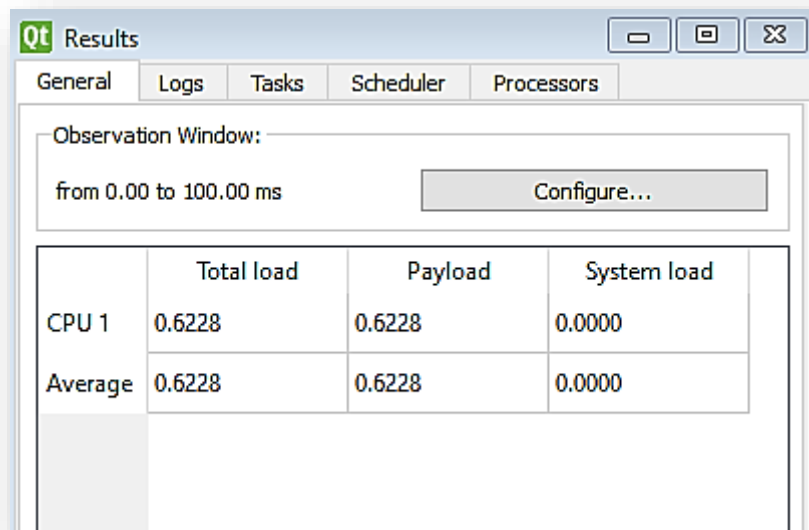 Qt Results
General Logs Tasks Scheduler Processors
Observation Window:
from 0.00 to 100.00 ms Configure...
Total load Payload System load
CPU 1 0.6228 0.6228 0.0000
Average 0.6228 0.6228 0.0000